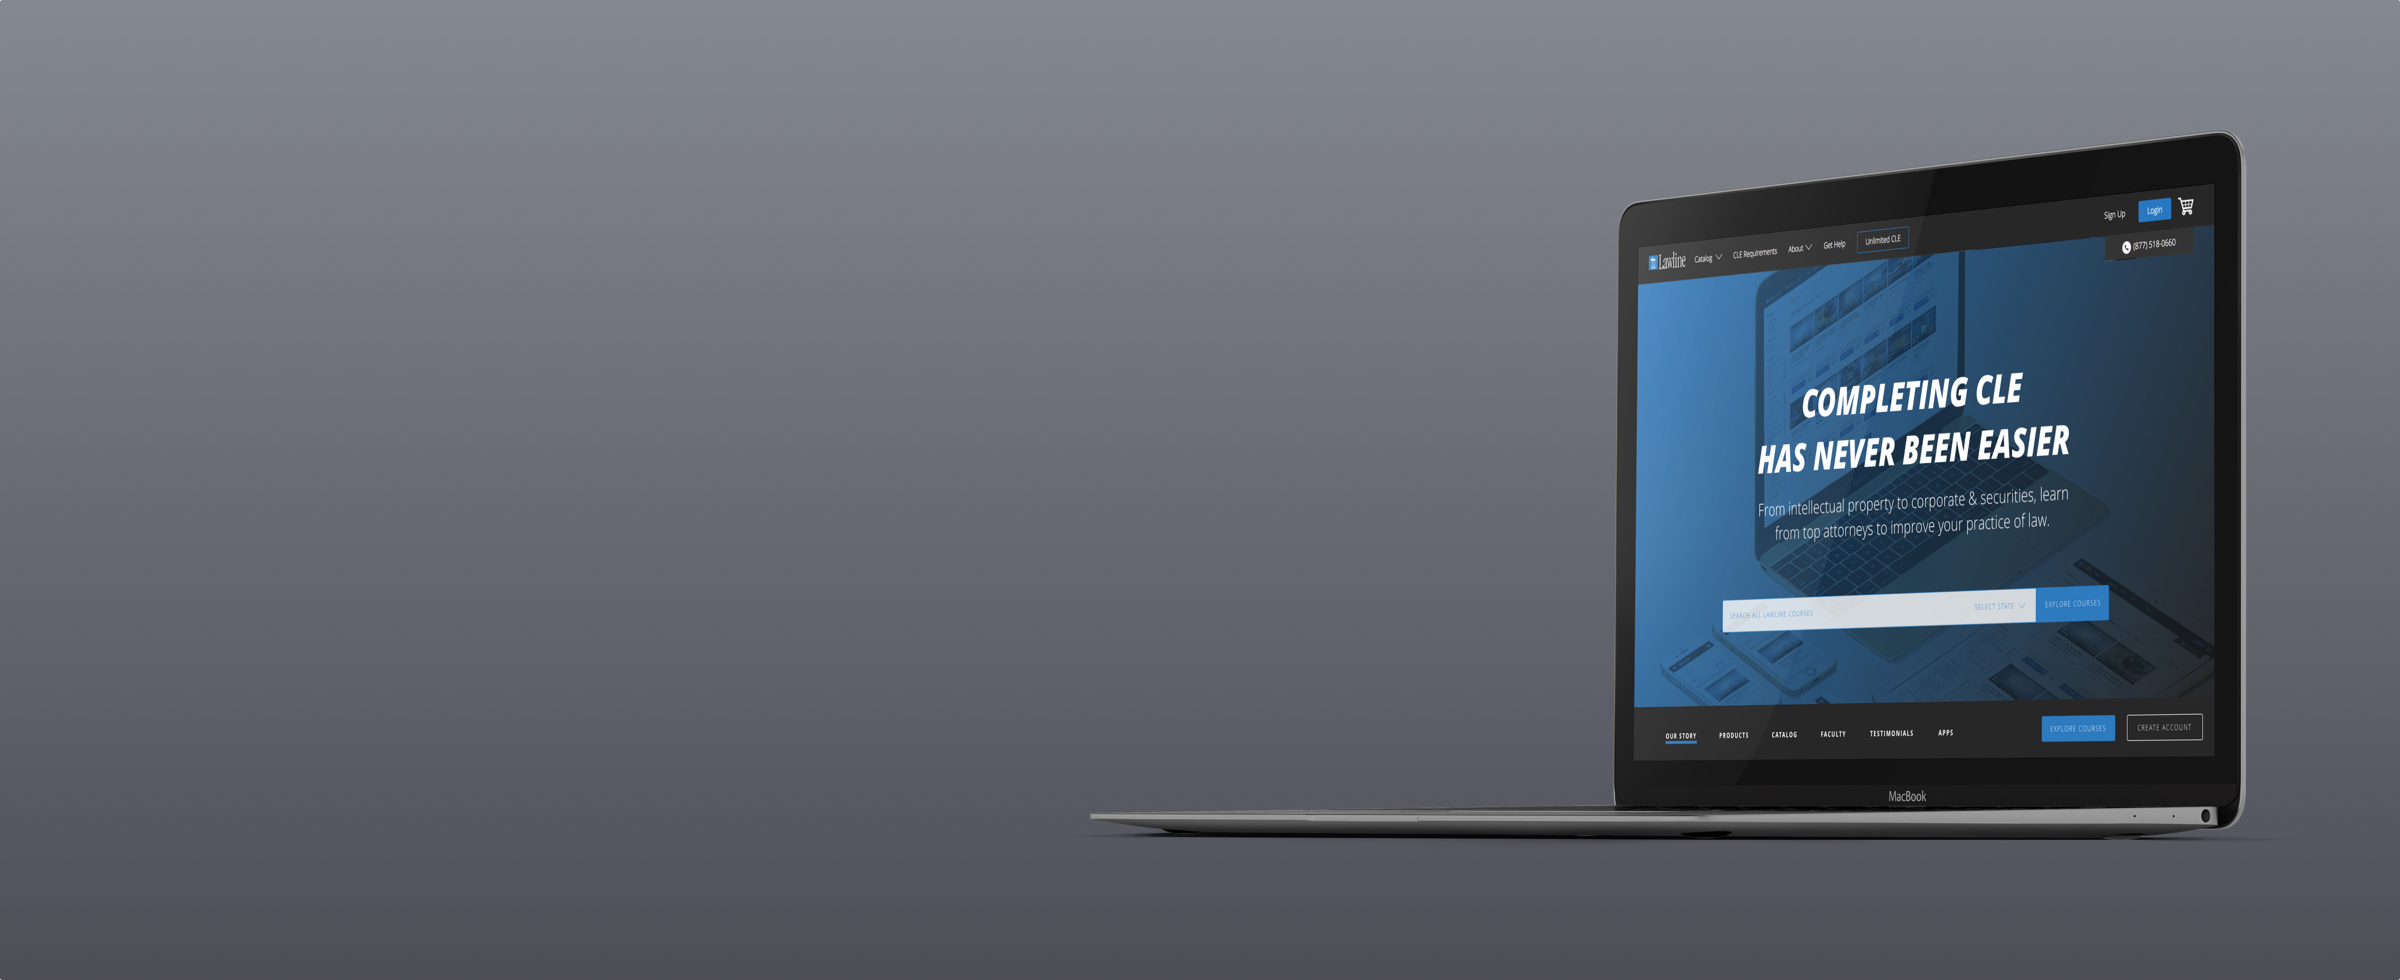 Sign Up
Login
Lawline
Catalog
CLE Requirements
About
Get Help
Unlimited CLE
(877) 518-0660
COMPLETING CLE
HAS NEVER BEEN EASIER
From intellectual property to corporate & securities, learn
from top attorneys to improve your practice of law.
SEARCH ALL LAWLINE COURSES
SELECT STATE
EXPLORE COURSES
OUR STORY
PRODUCTS
CATALOG
FACULTY
TESTIMONIALS
APPS
EXPLORE COURSES
CREATE ACCOUNT
MacBook